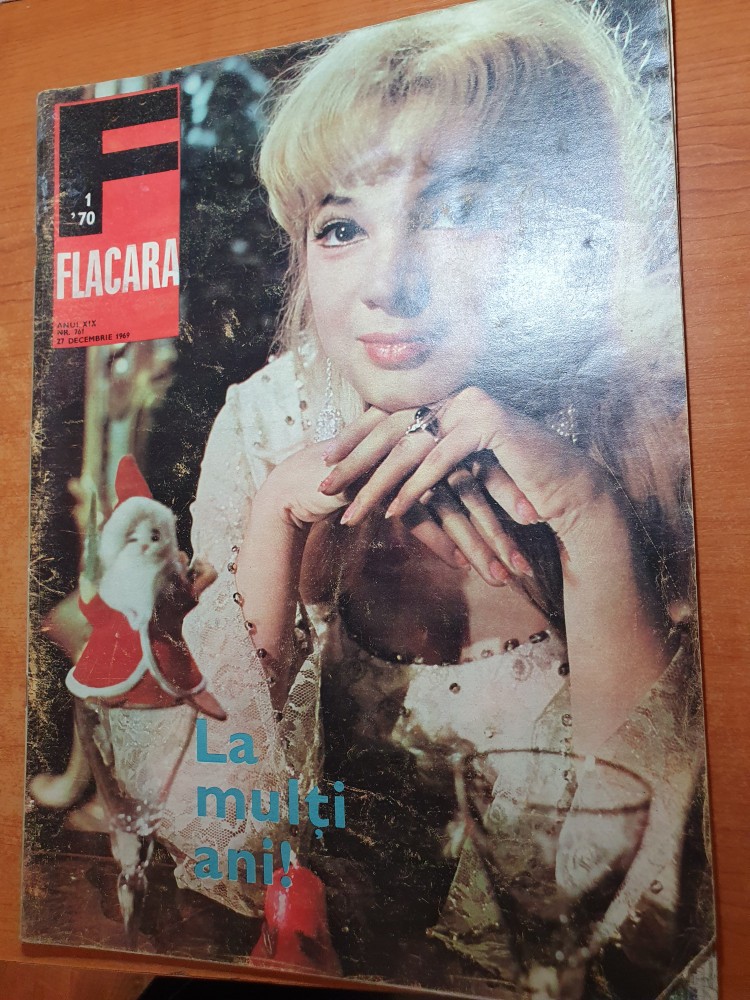 F
1
'70
FLACARA
ANUL XIX
NR. 761
27 DECEMBRIE 1969
La
mulți
ani!